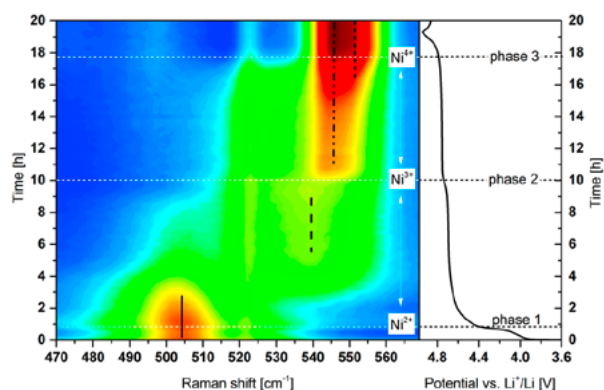 20
18
16
14
12
10
8
6
4
2
0
Time [h]
470 480 490 500 510 520 530 540 550 560
Raman shift [cm⁻¹]
Ni⁴⁺
Ni³⁺
Ni²⁺
phase 3
phase 2
phase 1
4.8 4.4 4.0 3.6
Potential vs. Li⁺/Li [V]
20
18
16
14
12
10
8
6
4
2
0
Time [h]